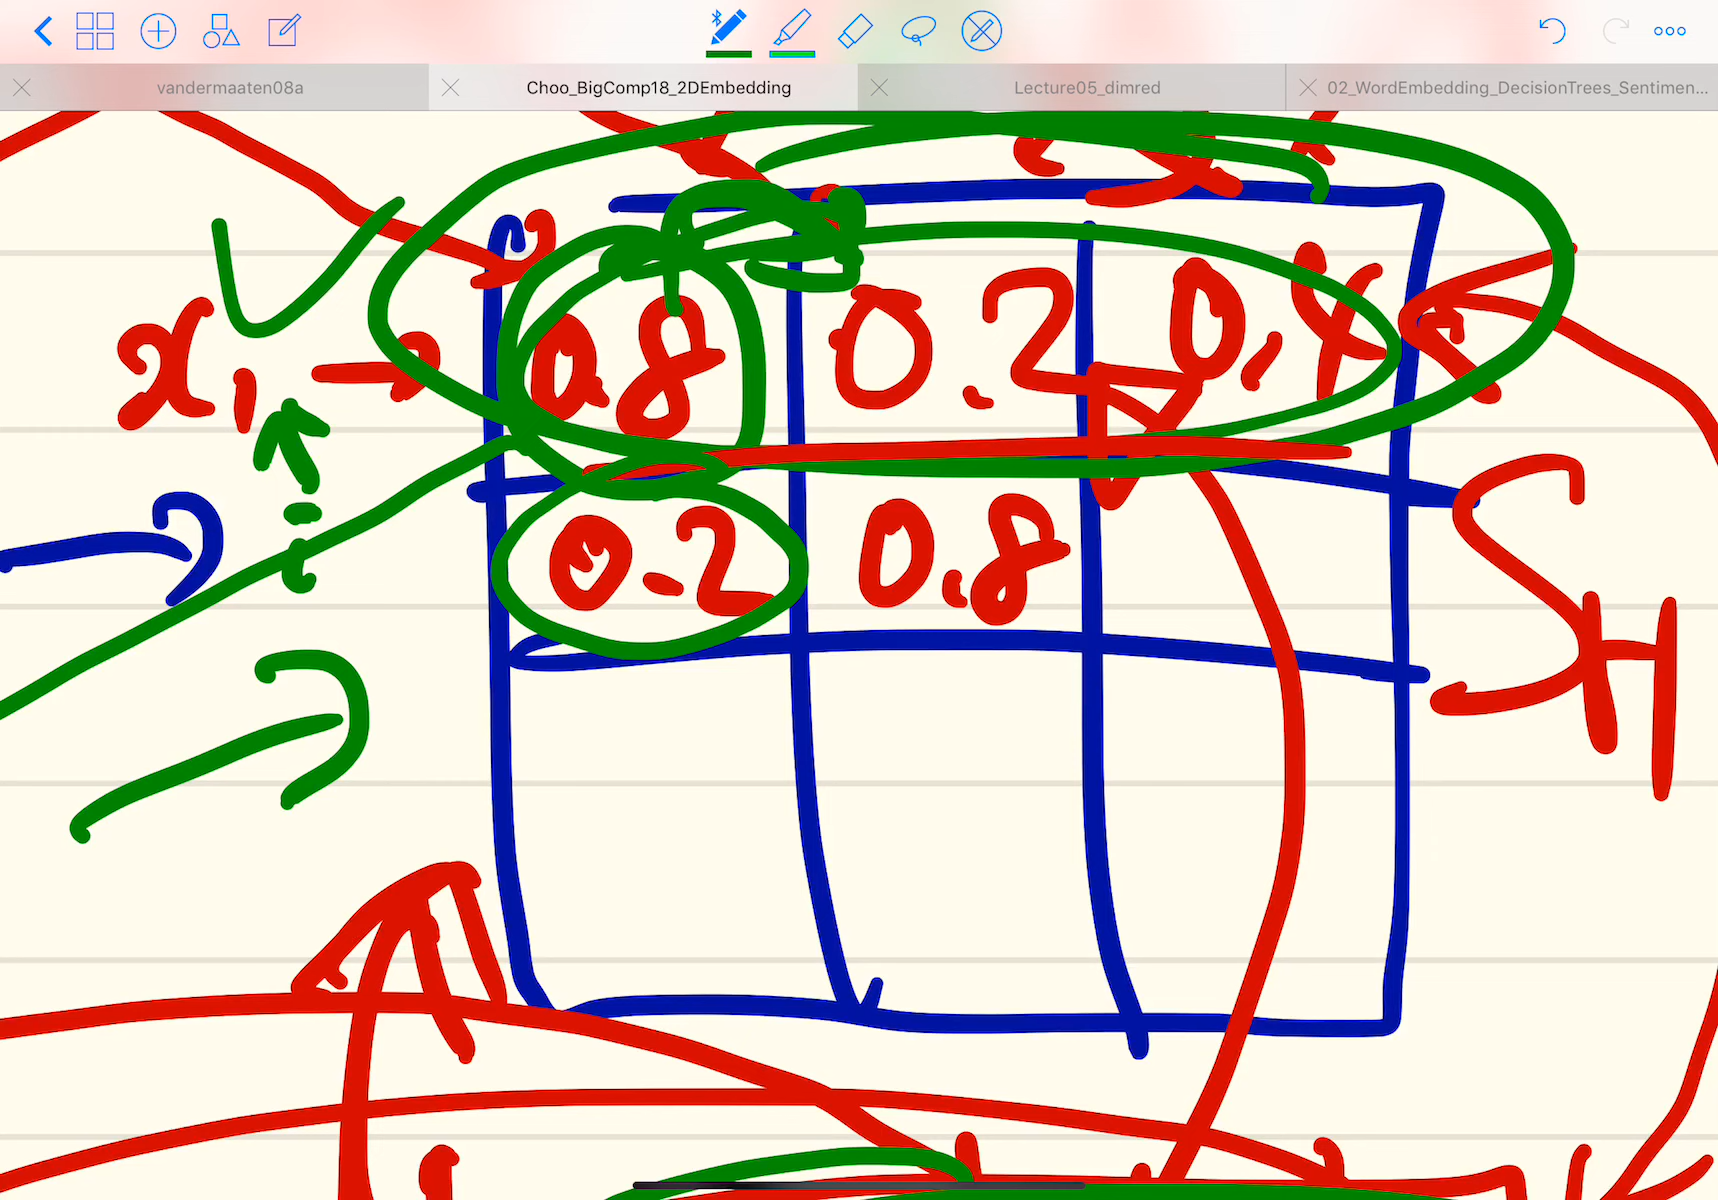 vandermaaten08a Choo_BigComp18_2DEmbedding Lecture05_dimred 02_WordEmbedding_DecisionTrees_Sentimen...
x₁ → 0.8 0.2 0.4
0.2 0.8